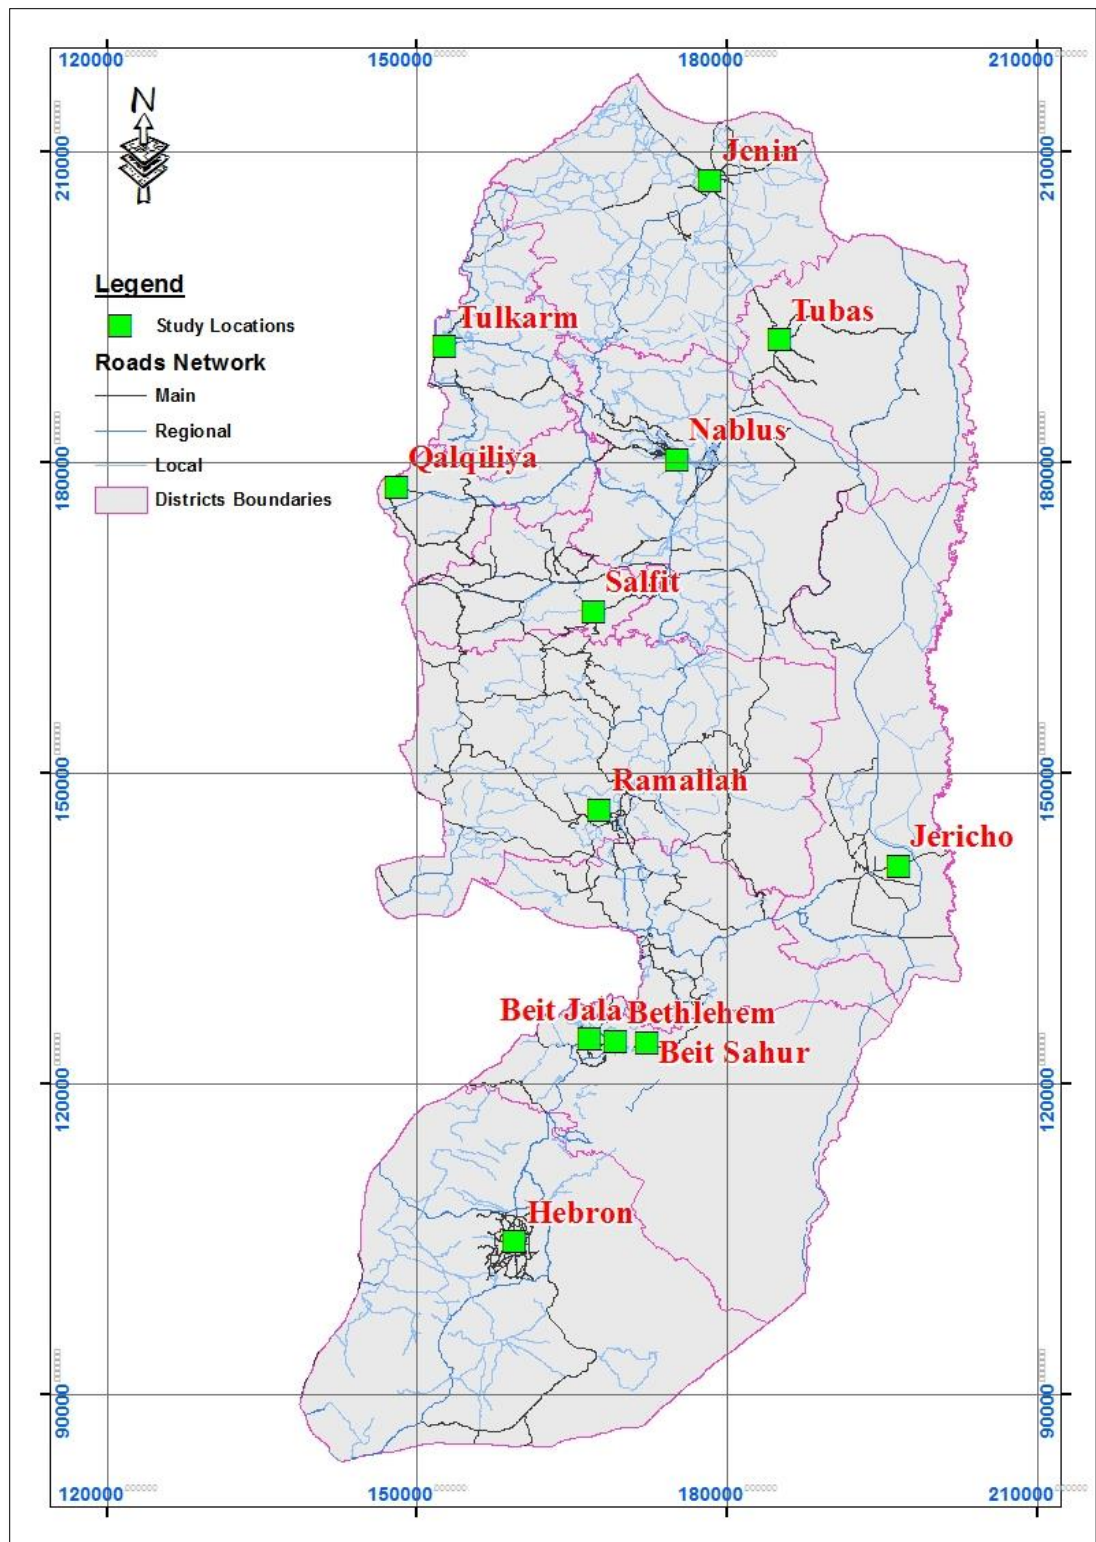 120000 150000 180000 210000
N
Jenin
210000 210000
Legend
Study Locations
Tubas
Tulkarm
Roads Network
Main
Regional
Nablus
Local
Qalqiliya
180000 180000
Districts Boundaries
Salfit
150000 150000
Ramallah
Jericho
Beit Jala Bethlehem
Beit Sahur
120000 120000
Hebron
90000 90000
120000 150000 180000 210000